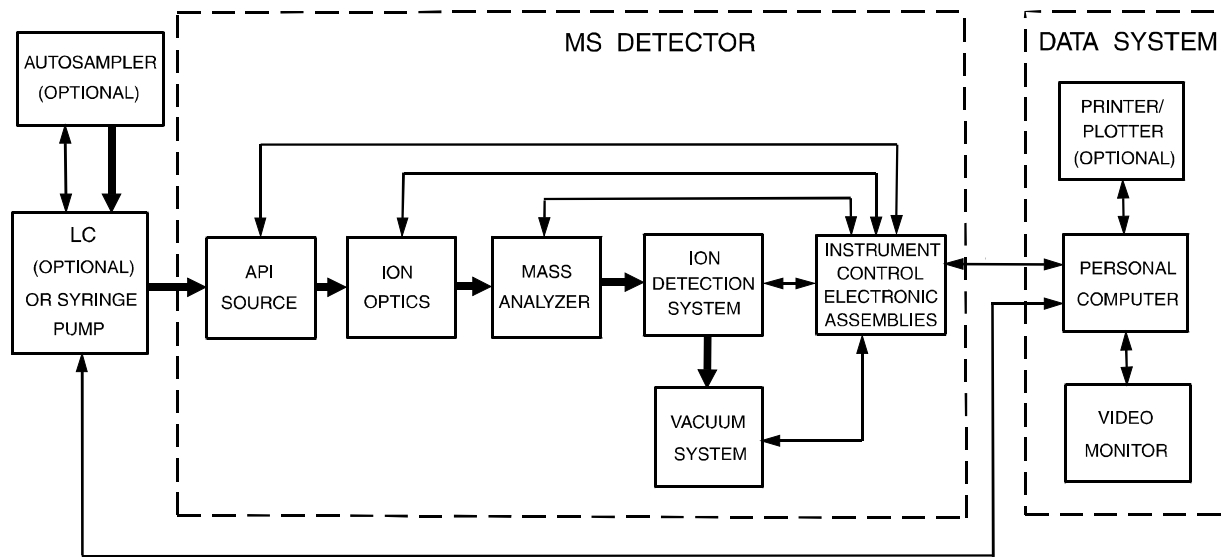 MS DETECTOR
DATA SYSTEM
AUTOSAMPLER
(OPTIONAL)
LC
(OPTIONAL)
OR SYRINGE
PUMP
API
SOURCE
ION
OPTICS
MASS
ANALYZER
ION
DETECTION
SYSTEM
VACUUM
SYSTEM
INSTRUMENT
CONTROL
ELECTRONIC
ASSEMBLIES
PRINTER/
PLOTTER
(OPTIONAL)
PERSONAL
COMPUTER
VIDEO
MONITOR